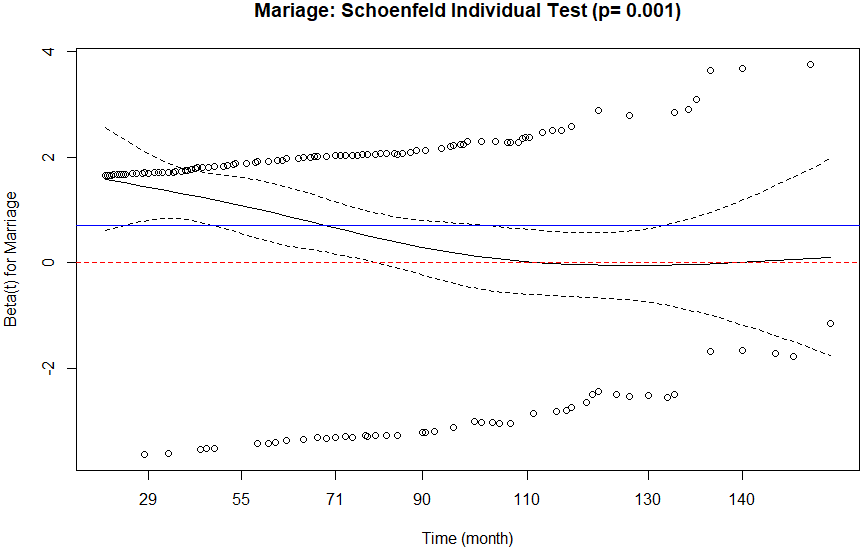 Mariage: Schoenfeld Individual Test (p= 0.001)
Beta(t) for Marriage
4
2
0
-2
29 55 71 90 110 130 140
Time (month)